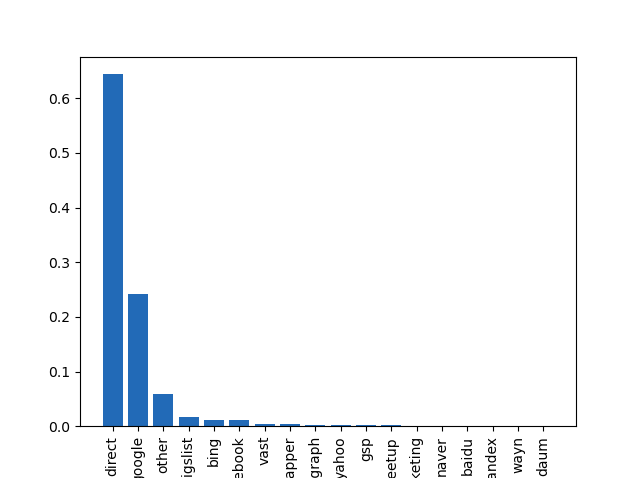 0.6
0.5
0.4
0.3
0.2
0.1
0.0
direct
google
other
igslist
bing
ebook
vast
apper
graph
yahoo
gsp
eetup
keting
naver
baidu
andex
wayn
daum